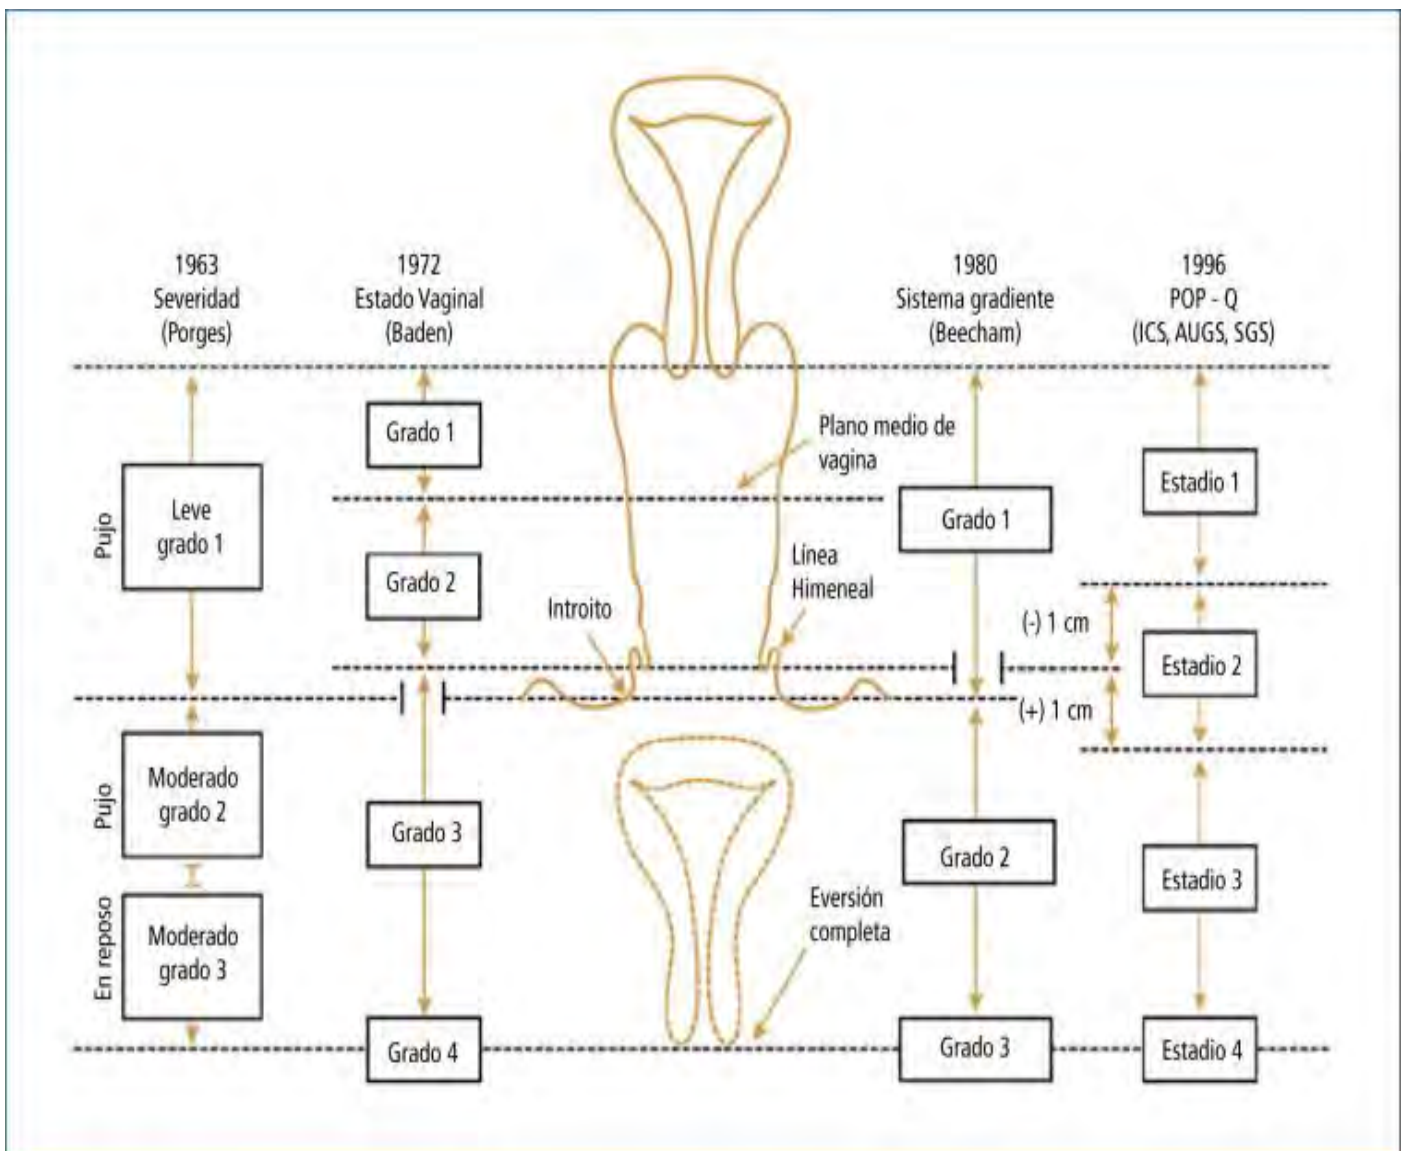 1963
Severidad
(Porges)
1972
Estado Vaginal
(Baden)
1980
Sistema gradiente
(Beecham)
1996
POP - Q
(ICS, AUGS, SGS)
Pujo
Leve
grado 1
Pujo
Moderado
grado 2
En reposo
Moderado
grado 3
Grado 1
Grado 2
Grado 3
Grado 4
Plano medio de
vagina
Línea
Himeneal
Introito
Eversión
completa
Grado 1
Grado 2
Grado 3
(-) 1 cm
(+) 1 cm
Estadio 1
Estadio 2
Estadio 3
Estadio 4